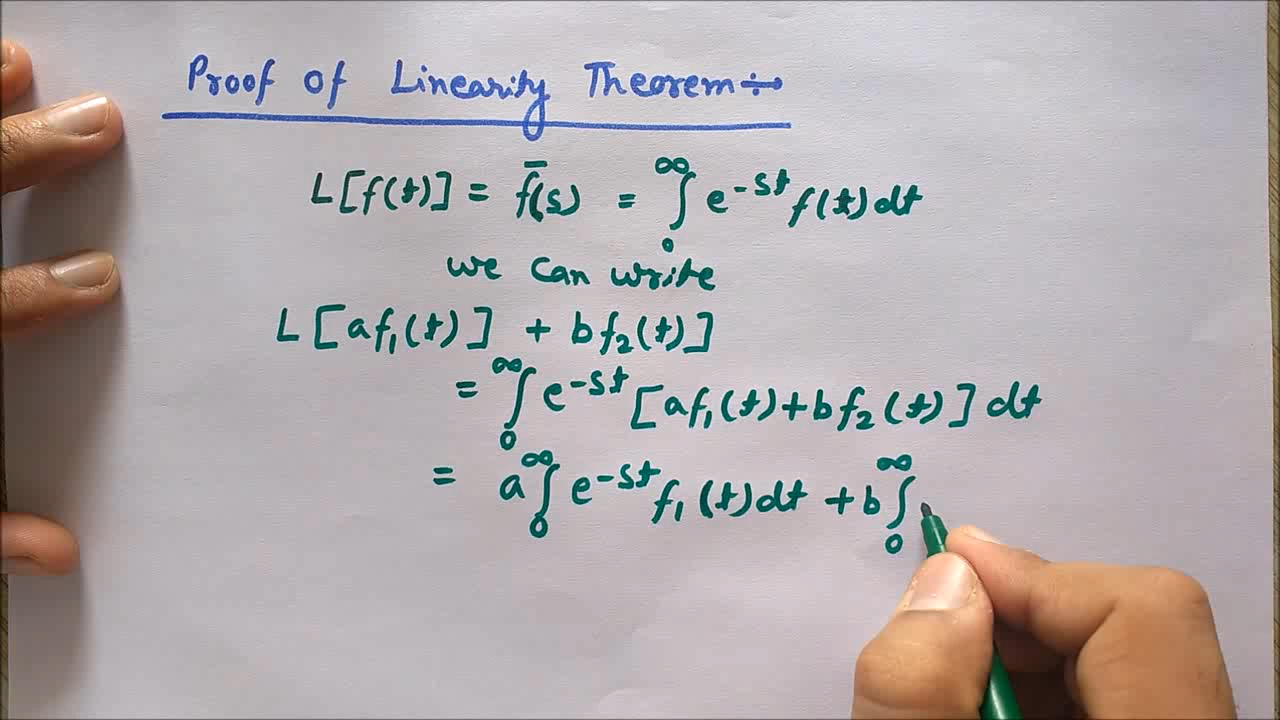 Proof of Linearity Theorem÷
L[f(t)] = f̄(s) = ∫₀^∞ e^-st f(t)dt
we can write
L[af₁(t)] + bf₂(t)]
= ∫₀^∞ e^-st [af₁(t)+bf₂(t)]dt
= a∫₀^∞ e^-st f₁(t)dt + b∫₀^∞